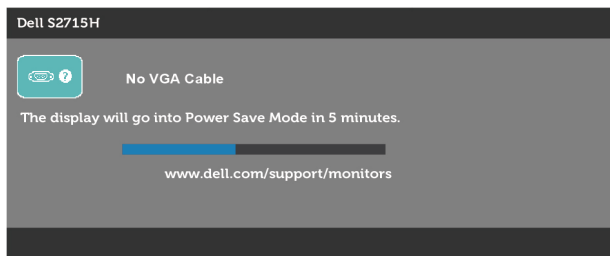 Dell S2715H
?
No VGA Cable
The display will go into Power Save Mode in 5 minutes.
www.dell.com/support/monitors